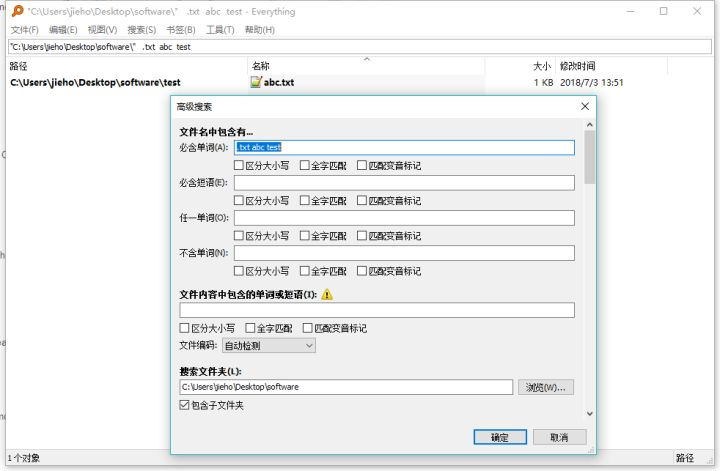 "C:\Users\jieho\Desktop\software\" .txt abc test - Everything
文件(F) 编辑(E) 视图(V) 搜索(S) 书签(B) 工具(T) 帮助(H)
"C:\Users\jieho\Desktop\software\" .txt abc test
路径 名称 大小 修改时间
C:\Users\jieho\Desktop\software\test abc.txt 1 KB 2018/7/3 13:51
高级搜索
文件名中包含有...
必含单词(A): .txt abc test
区分大小写 全字匹配 匹配变音标记
必含短语(E):
区分大小写 全字匹配 匹配变音标记
任一单词(O):
区分大小写 全字匹配 匹配变音标记
不含单词(N):
区分大小写 全字匹配 匹配变音标记
文件内容中包含的单词或短语(I):
区分大小写 全字匹配 匹配变音标记
文件编码: 自动检测
搜索文件夹(L):
C:\Users\jieho\Desktop\software 浏览(W)...
包含子文件夹
确定 取消
1 个对象 路径